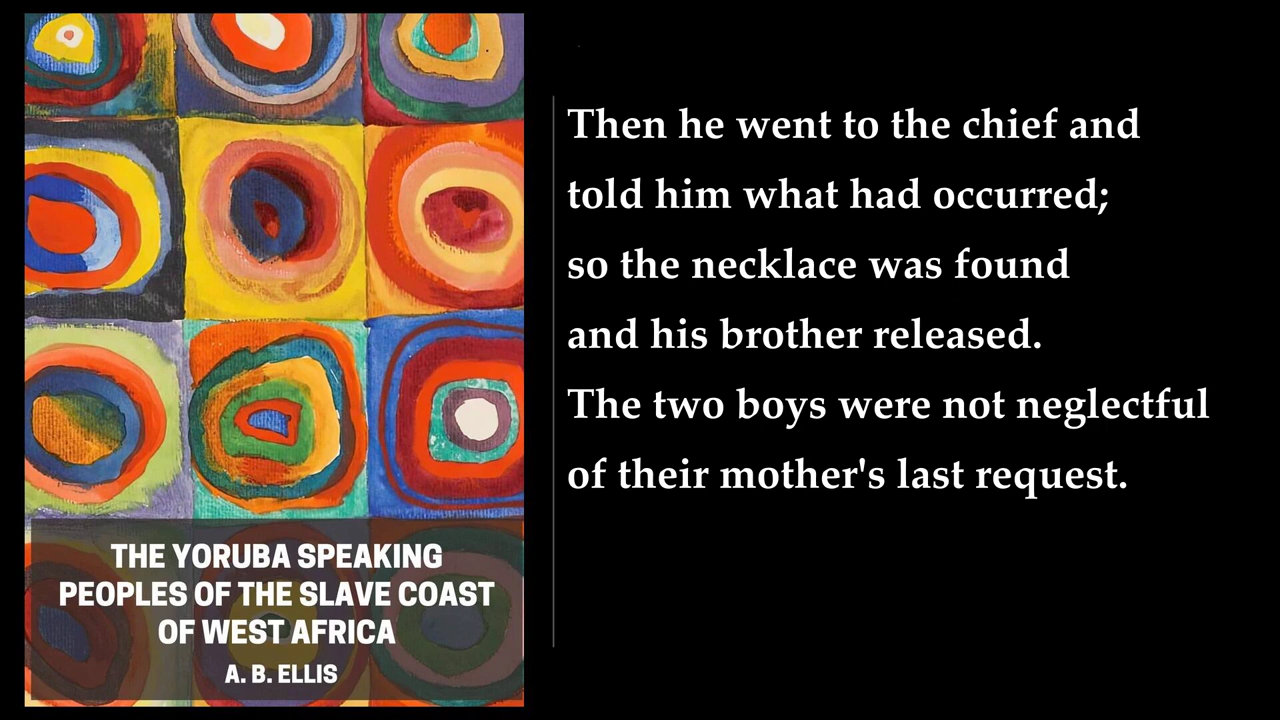 THE YORUBA SPEAKING
PEOPLES OF THE SLAVE COAST
OF WEST AFRICA
A. B. ELLIS
Then he went to the chief and
told him what had occurred;
so the necklace was found
and his brother released.
The two boys were not neglectful
of their mother's last request.